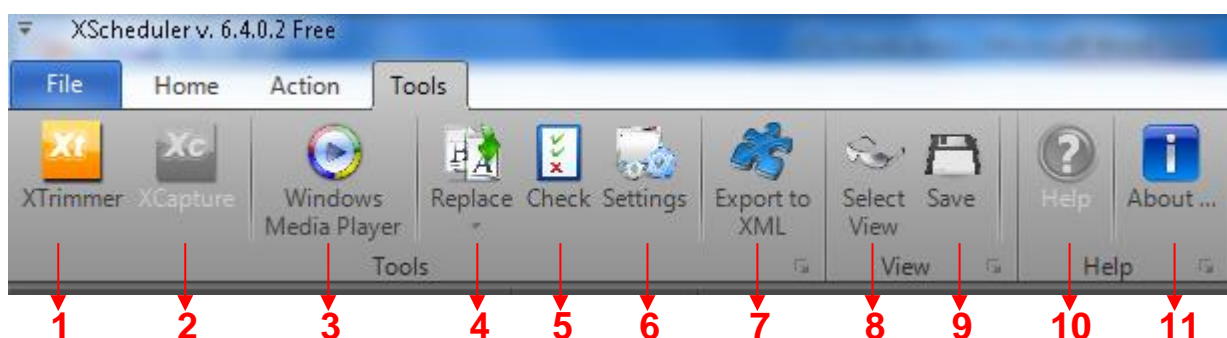 XScheduler v. 6.4.0.2 Free
File Home Action Tools
Xt Xc B A
XTrimmer XCapture Windows Media Player Replace Check Settings Export to XML Select View Save Help About ...
Tools View Help
1 2 3 4 5 6 7 8 9 10 11